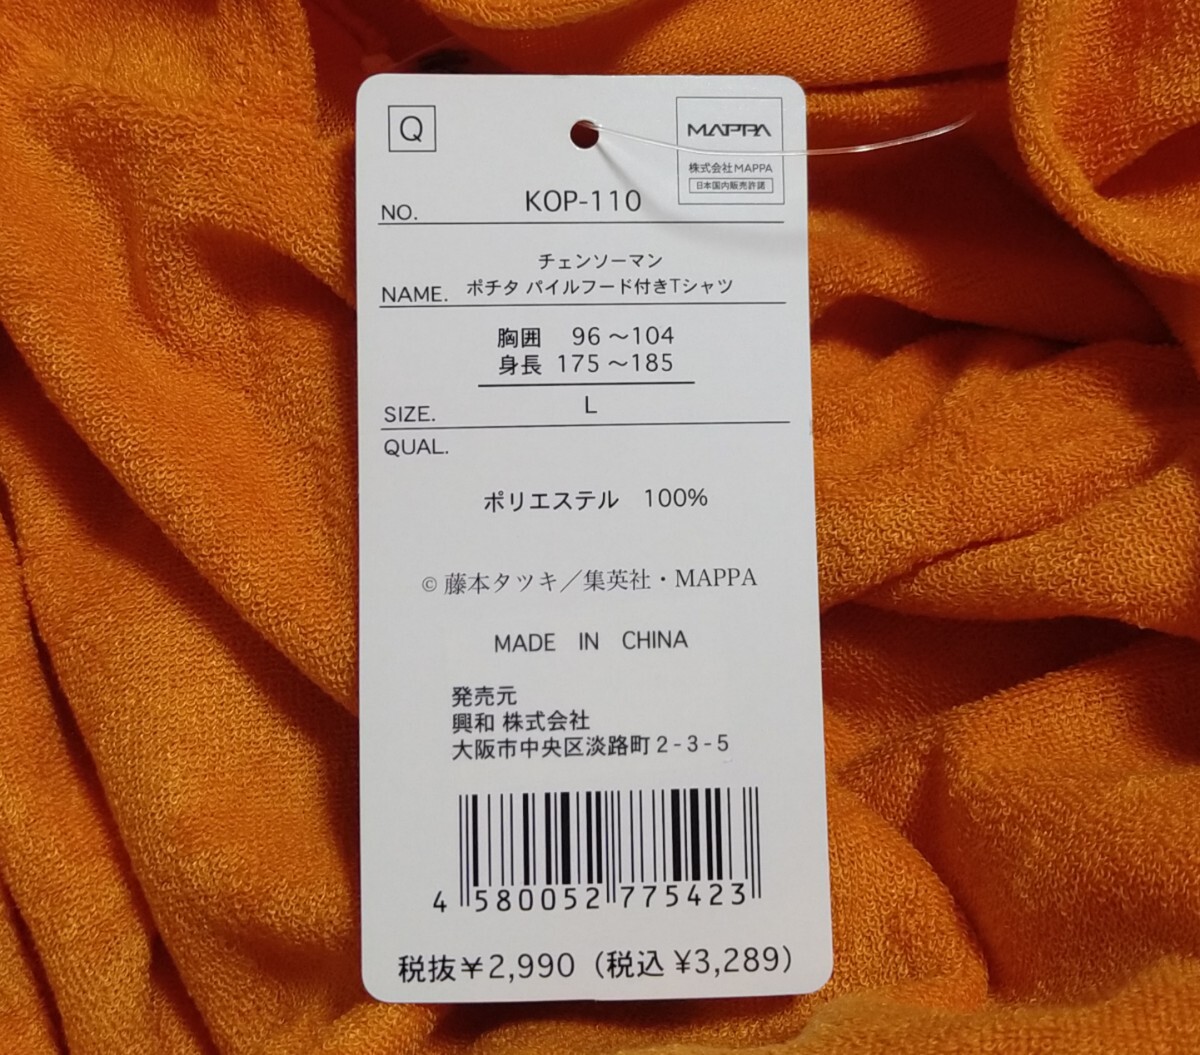 Q
MAPPA
株式会社MAPPA
日本国内販売許諾
NO. KOP-110
チェンソーマン
NAME. ポチタ パイルフード付きTシャツ
胸囲 96～104
身長 175～185
SIZE. L
QUAL.
ポリエステル 100%
© 藤本タツキ／集英社・MAPPA
MADE IN CHINA
発売元
興和 株式会社
大阪市中央区淡路町2-3-5
4 580052 775423
税抜¥2,990（税込¥3,289）